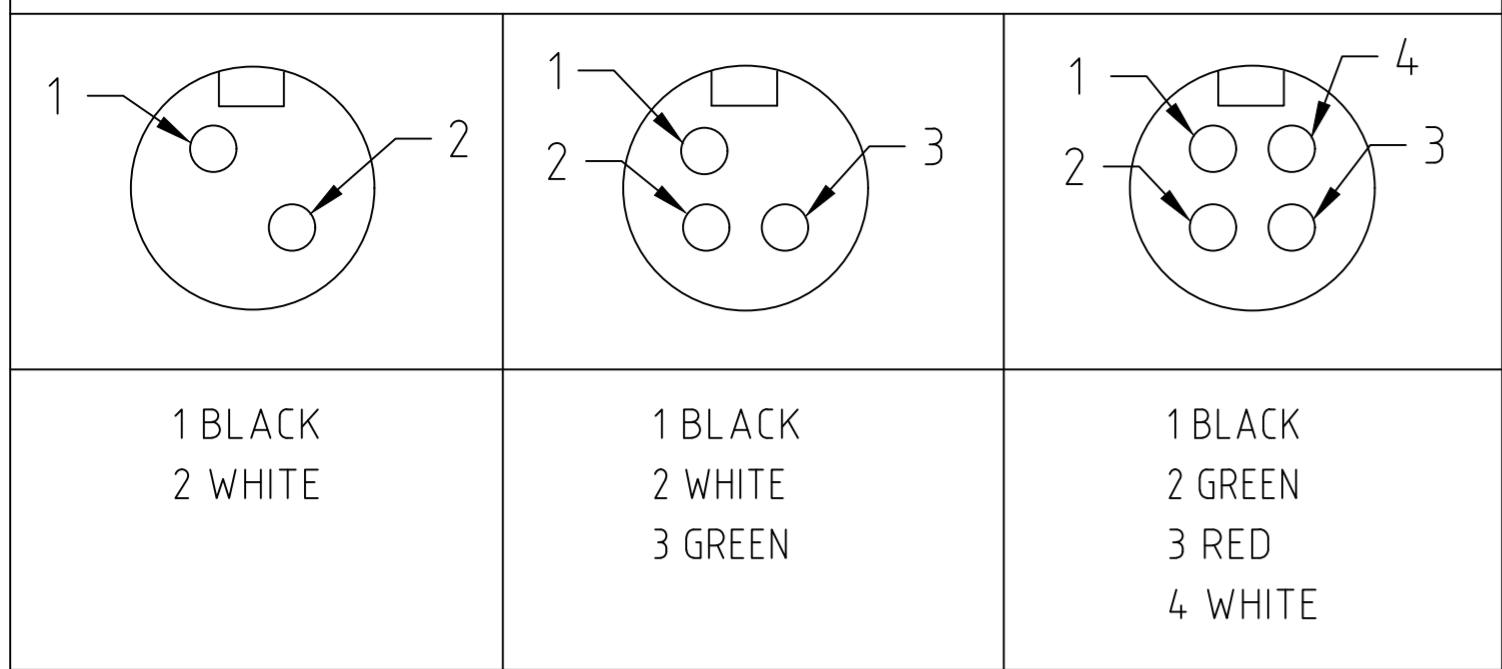 1
2
1
2
3
1
4
2
3
1 BLACK
2 WHITE
1 BLACK
2 WHITE
3 GREEN
1 BLACK
2 GREEN
3 RED
4 WHITE